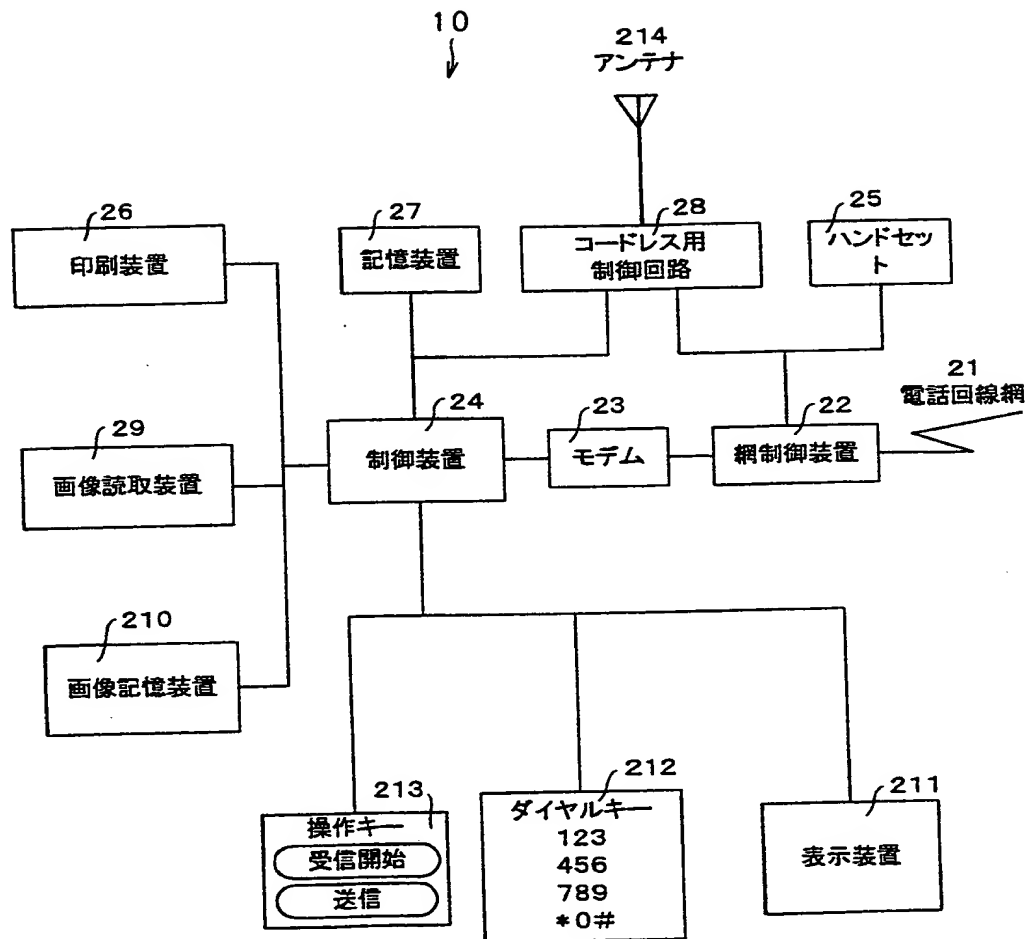 10
214
アンテナ
26
印刷装置
27
記憶装置
28
コードレス用
制御回路
25
ハンドセッ
ト
21
電話回線網
29
画像読取装置
24
制御装置
23
モデム
22
網制御装置
210
画像記憶装置
213
操作キー
受信開始
送信
212
ダイヤルキー
123
456
789
*0#
211
表示装置